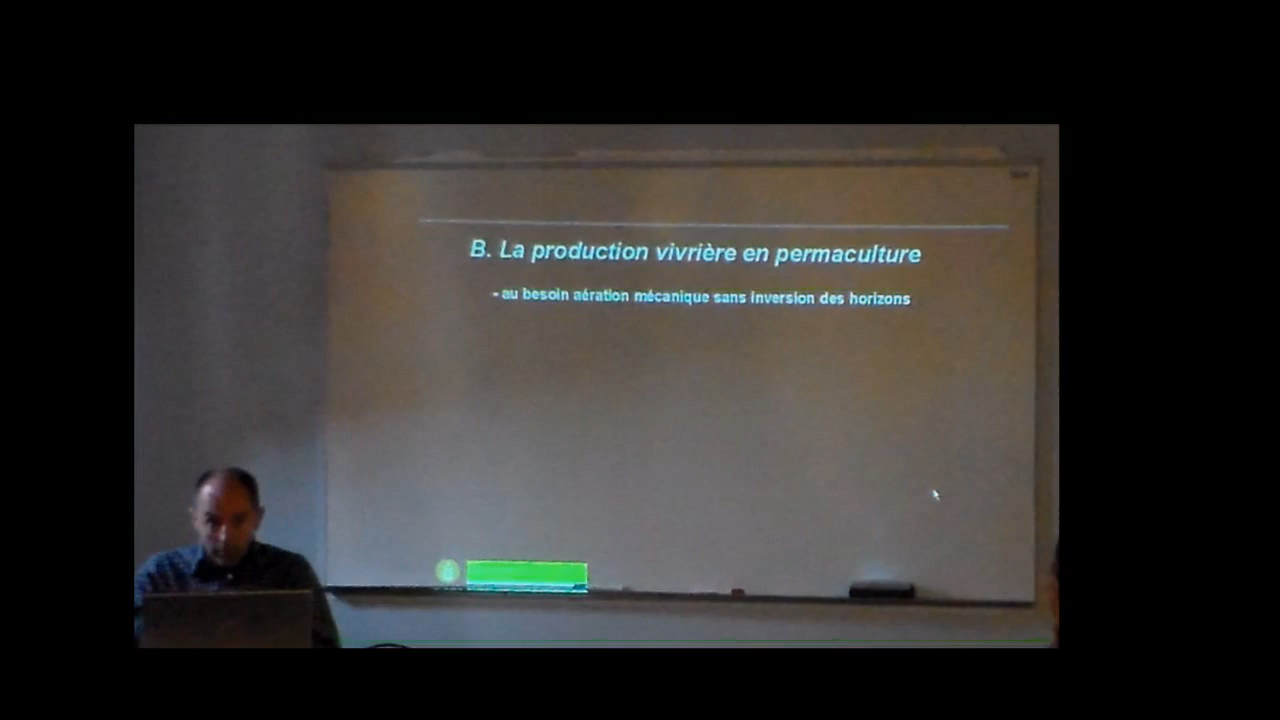 B. La production vivrière en permaculture
- au besoin aération mécanique sans inversion des horizons